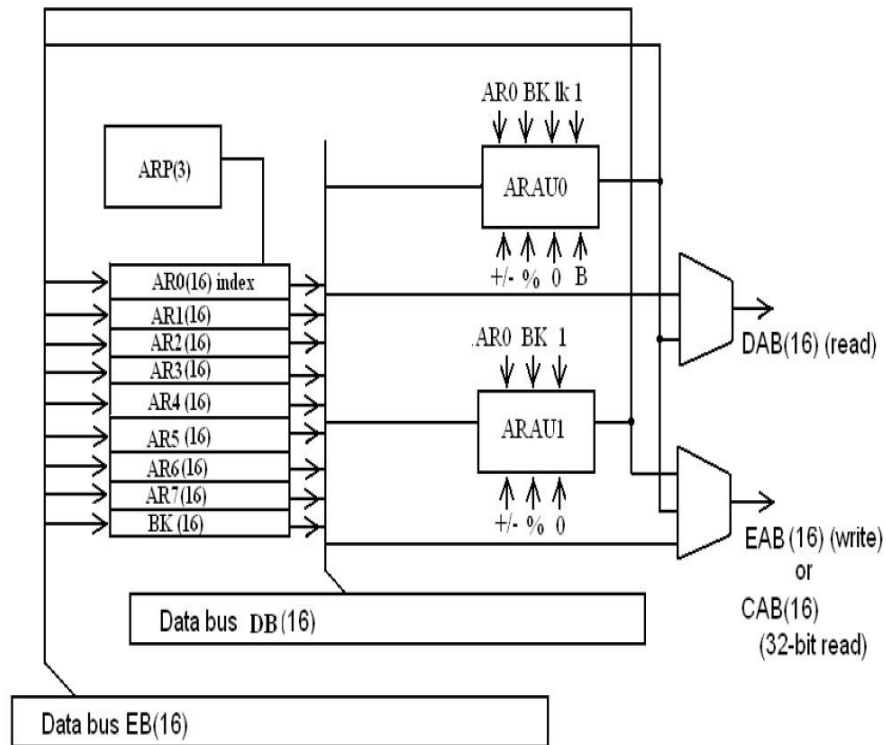 AR0 BK lk 1
ARP(3)
ARAU0
+/- % 0 B
AR0(16) index
AR1(16)
AR2(16)
AR3(16)
AR4(16)
AR5(16)
AR6(16)
AR7(16)
BK(16)
DAB(16) (read)
AR0 BK 1
ARAU1
+/- % 0
EAB(16) (write)
or
CAB(16)
(32-bit read)
Data bus DB(16)
Data bus EB(16)